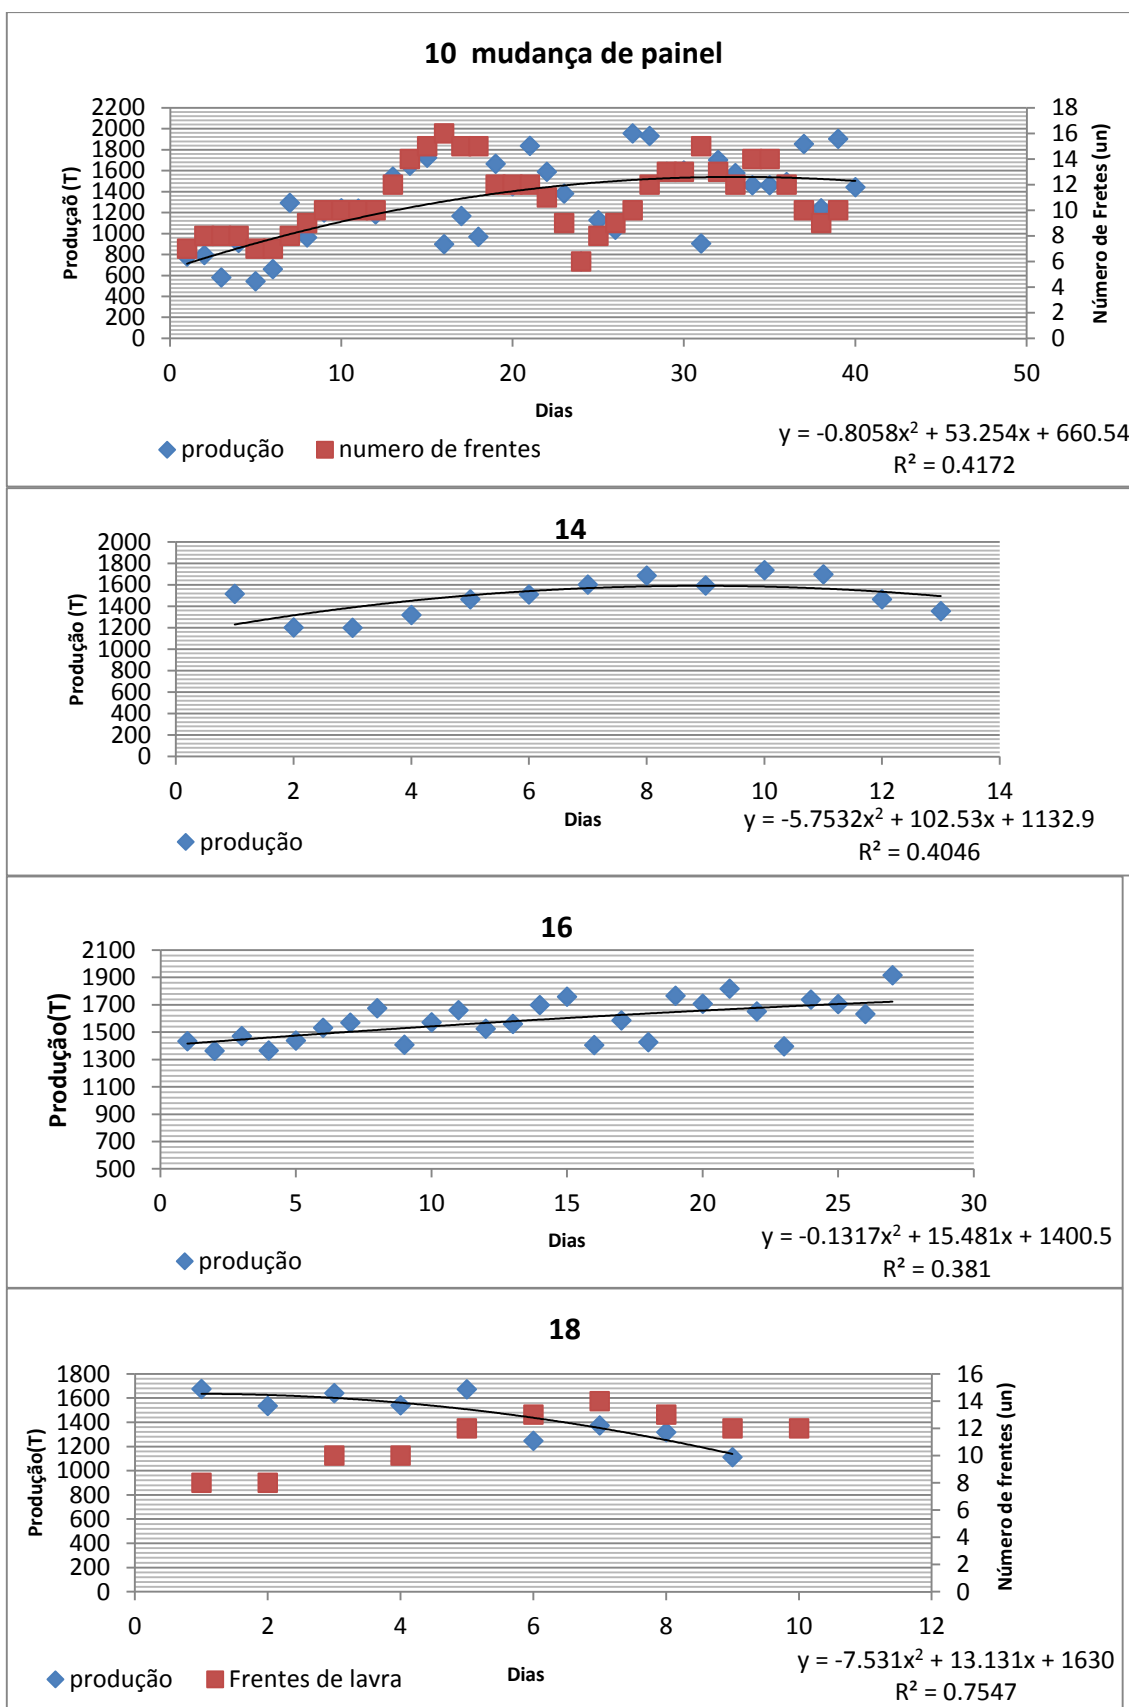 10 mudança de painel
Produçaõ (T)
2200
2000
1800
1600
1400
1200
1000
800
600
400
200
0
18
16
14
12
10
8
6
4
2
0
Número de Fretes (un)
0 10 20 30 40 50
Dias
produção numero de frentes
y = -0.8058x² + 53.254x + 660.54
R² = 0.4172
14
Produção (T)
2000
1800
1600
1400
1200
1000
800
600
400
200
0
0 2 4 6 8 10 12 14
Dias
produção
y = -5.7532x² + 102.53x + 1132.9
R² = 0.4046
16
Produção(T)
2100
1900
1700
1500
1300
1100
900
700
500
0 5 10 15 20 25 30
Dias
produção
y = -0.1317x² + 15.481x + 1400.5
R² = 0.381
18
Produção(T)
1800
1600
1400
1200
1000
800
600
400
200
0
16
14
12
10
8
6
4
2
0
Número de frentes (un)
0 2 4 6 8 10 12
Dias
produção Frentes de lavra
y = -7.531x² + 13.131x + 1630
R² = 0.7547